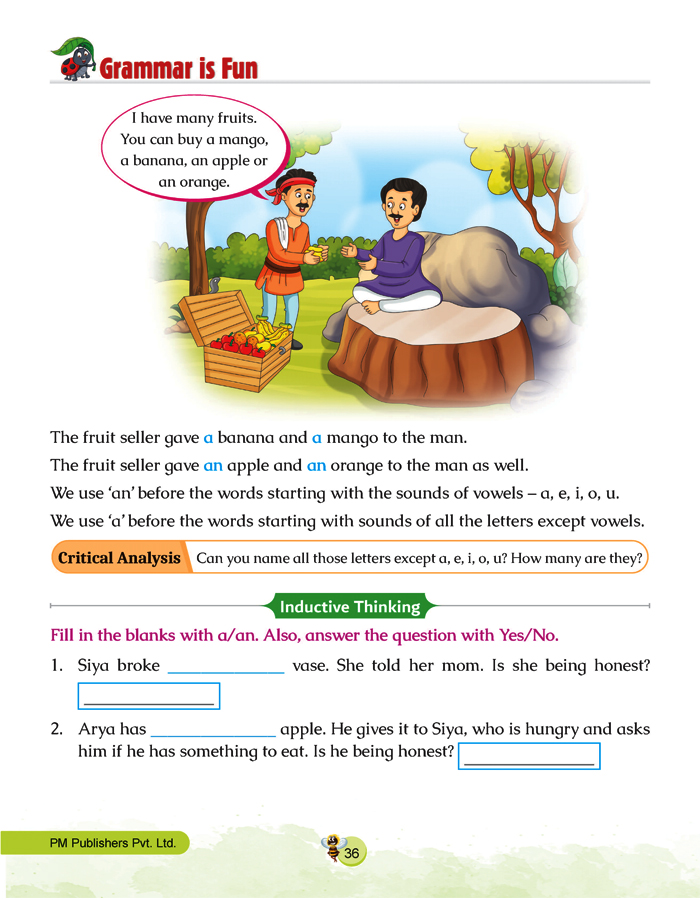 Grammar is Fun
I have many fruits.
You can buy a mango,
a banana, an apple or
an orange.
The fruit seller gave a banana and a mango to the man.
The fruit seller gave an apple and an orange to the man as well.
We use ‘an’ before the words starting with the sounds of vowels – a, e, i, o, u.
We use ‘a’ before the words starting with sounds of all the letters except vowels.
Critical Analysis Can you name all those letters except a, e, i, o, u? How many are they?
Inductive Thinking
Fill in the blanks with a/an. Also, answer the question with Yes/No.
1. Siya broke ______________ vase. She told her mom. Is she being honest?
________________
2. Arya has _______________ apple. He gives it to Siya, who is hungry and asks
him if he has something to eat. Is he being honest? ________________
PM Publishers Pvt. Ltd.
36